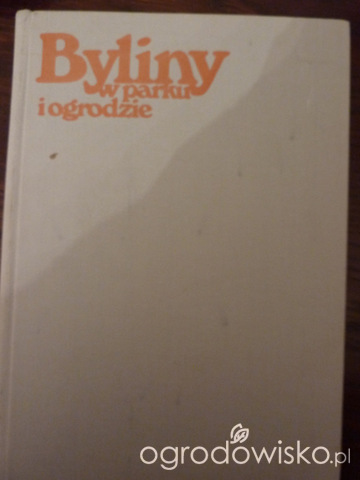 Byliny
w parku
i ogrodzie
ogrodowisko.pl